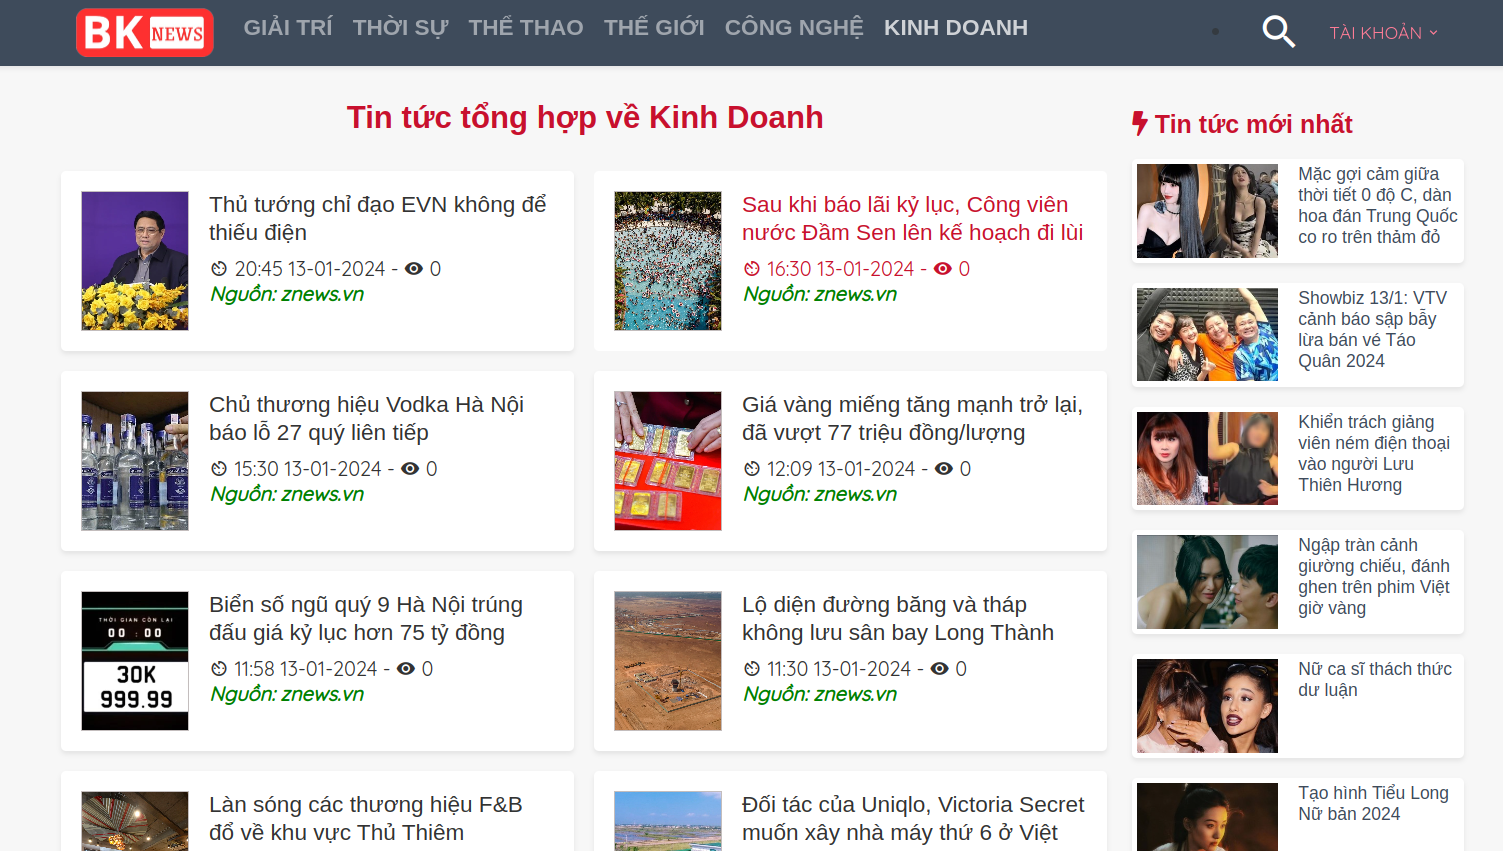 BK NEWS GIẢI TRÍ THỜI SỰ THỂ THAO THẾ GIỚI CÔNG NGHỆ KINH DOANH TÀI KHOẢN
Tin tức tổng hợp về Kinh Doanh
Thủ tướng chỉ đạo EVN không để
thiếu điện
20:45 13-01-2024 - 0
Nguồn: znews.vn
Sau khi báo lãi kỷ lục, Công viên
nước Đầm Sen lên kế hoạch đi lùi
16:30 13-01-2024 - 0
Nguồn: znews.vn
Chủ thương hiệu Vodka Hà Nội
báo lỗ 27 quý liên tiếp
15:30 13-01-2024 - 0
Nguồn: znews.vn
Giá vàng miếng tăng mạnh trở lại,
đã vượt 77 triệu đồng/lượng
12:09 13-01-2024 - 0
Nguồn: znews.vn
THỜI GIAN CÒN LẠI
00 : 00
30K
999.99
Biển số ngũ quý 9 Hà Nội trúng
đấu giá kỷ lục hơn 75 tỷ đồng
11:58 13-01-2024 - 0
Nguồn: znews.vn
Lộ diện đường băng và tháp
không lưu sân bay Long Thành
11:30 13-01-2024 - 0
Nguồn: znews.vn
Làn sóng các thương hiệu F&B
đổ về khu vực Thủ Thiêm
Đối tác của Uniqlo, Victoria Secret
muốn xây nhà máy thứ 6 ở Việt
Tin tức mới nhất
Mặc gợi cảm giữa
thời tiết 0 độ C, dàn
hoa đán Trung Quốc
co ro trên thảm đỏ
Showbiz 13/1: VTV
cảnh báo sập bẫy
lừa bán vé Táo
Quân 2024
Khiển trách giảng
viên ném điện thoại
vào người Lưu
Thiên Hương
Ngập tràn cảnh
giường chiếu, đánh
ghen trên phim Việt
giờ vàng
Nữ ca sĩ thách thức
dư luận
Tạo hình Tiểu Long
Nữ bản 2024